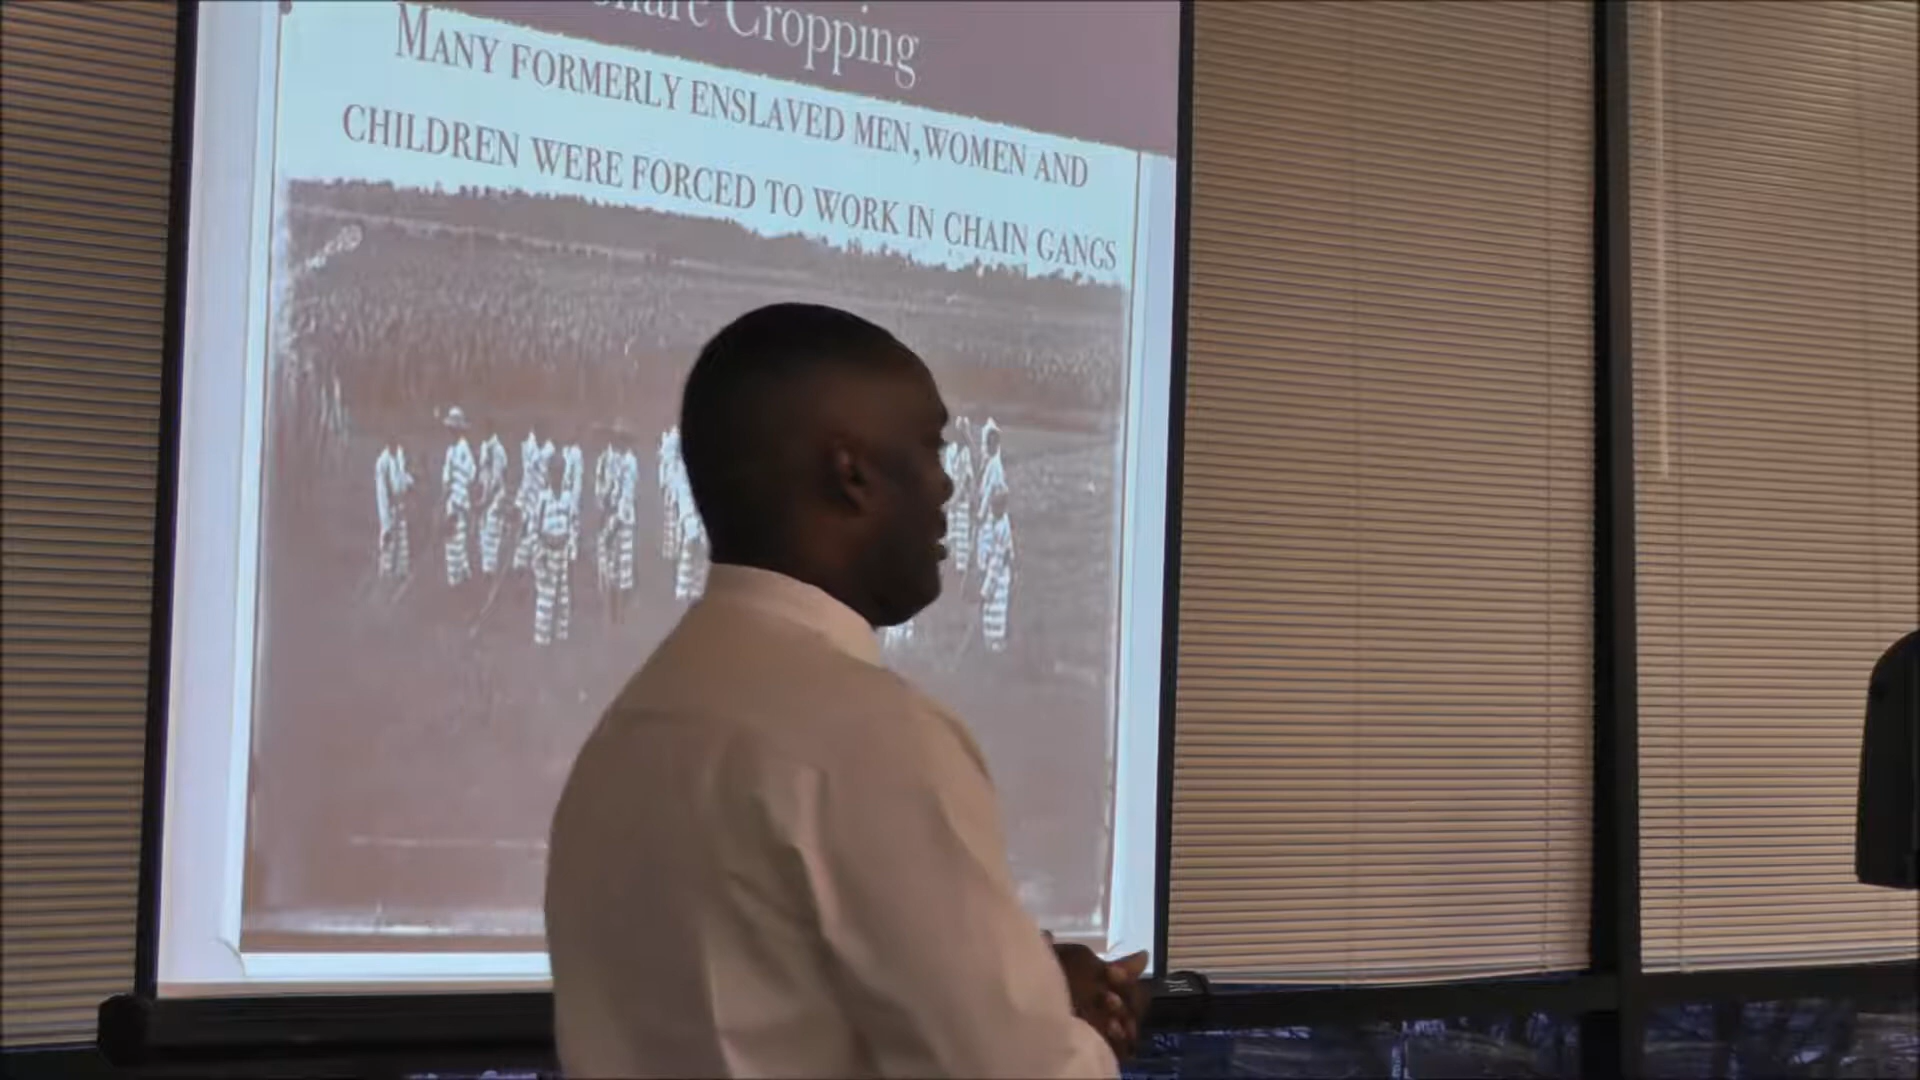 Cropping
MANY FORMERLY ENSLAVED MEN, WOMEN AND
CHILDREN WERE FORCED TO WORK IN CHAIN GANGS